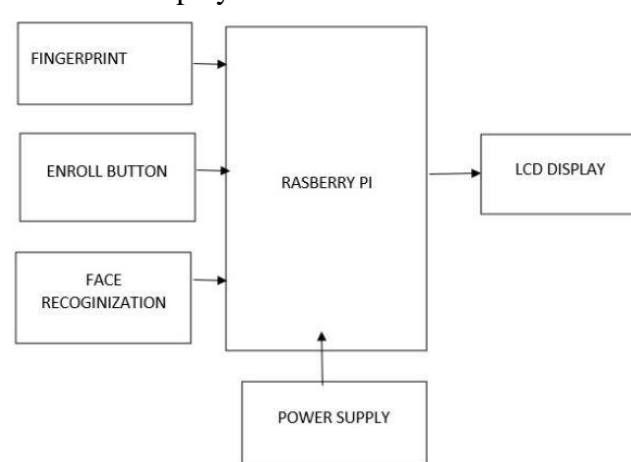 FINGERPRINT
ENROLL BUTTON
FACE
RECOGINIZATION
RASBERRY PI
LCD DISPLAY
POWER SUPPLY